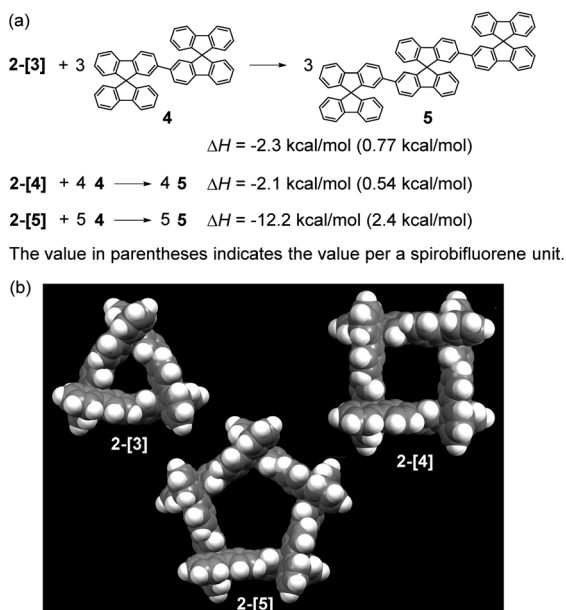 (a)
2-[3] + 3 4 → 3 5
ΔH = -2.3 kcal/mol (0.77 kcal/mol)
2-[4] + 4 4 → 4 5 ΔH = -2.1 kcal/mol (0.54 kcal/mol)
2-[5] + 5 4 → 5 5 ΔH = -12.2 kcal/mol (2.4 kcal/mol)
The value in parentheses indicates the value per a spirobifluorene unit.
(b)
2-[3]
2-[4]
2-[5]